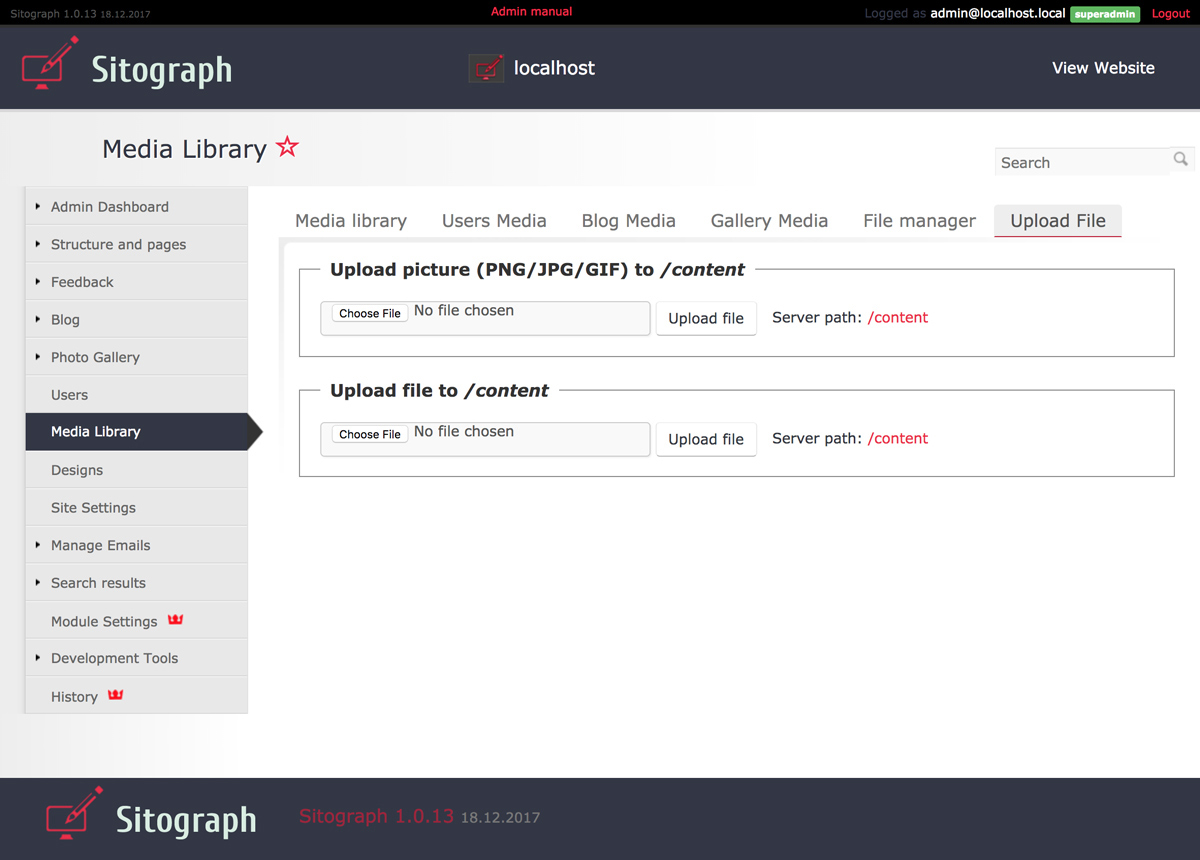 Sitograph 1.0.13 18.12.2017 Admin manual Logged as admin@localhost.local superadmin Logout
Sitograph localhost View Website
Media Library
Search
Admin Dashboard
Structure and pages
Feedback
Blog
Photo Gallery
Users
Media Library
Designs
Site Settings
Manage Emails
Search results
Module Settings
Development Tools
History
Media library Users Media Blog Media Gallery Media File manager Upload File
Upload picture (PNG/JPG/GIF) to /content
Choose File No file chosen Upload file Server path: /content
Upload file to /content
Choose File No file chosen Upload file Server path: /content
Sitograph Sitograph 1.0.13 18.12.2017